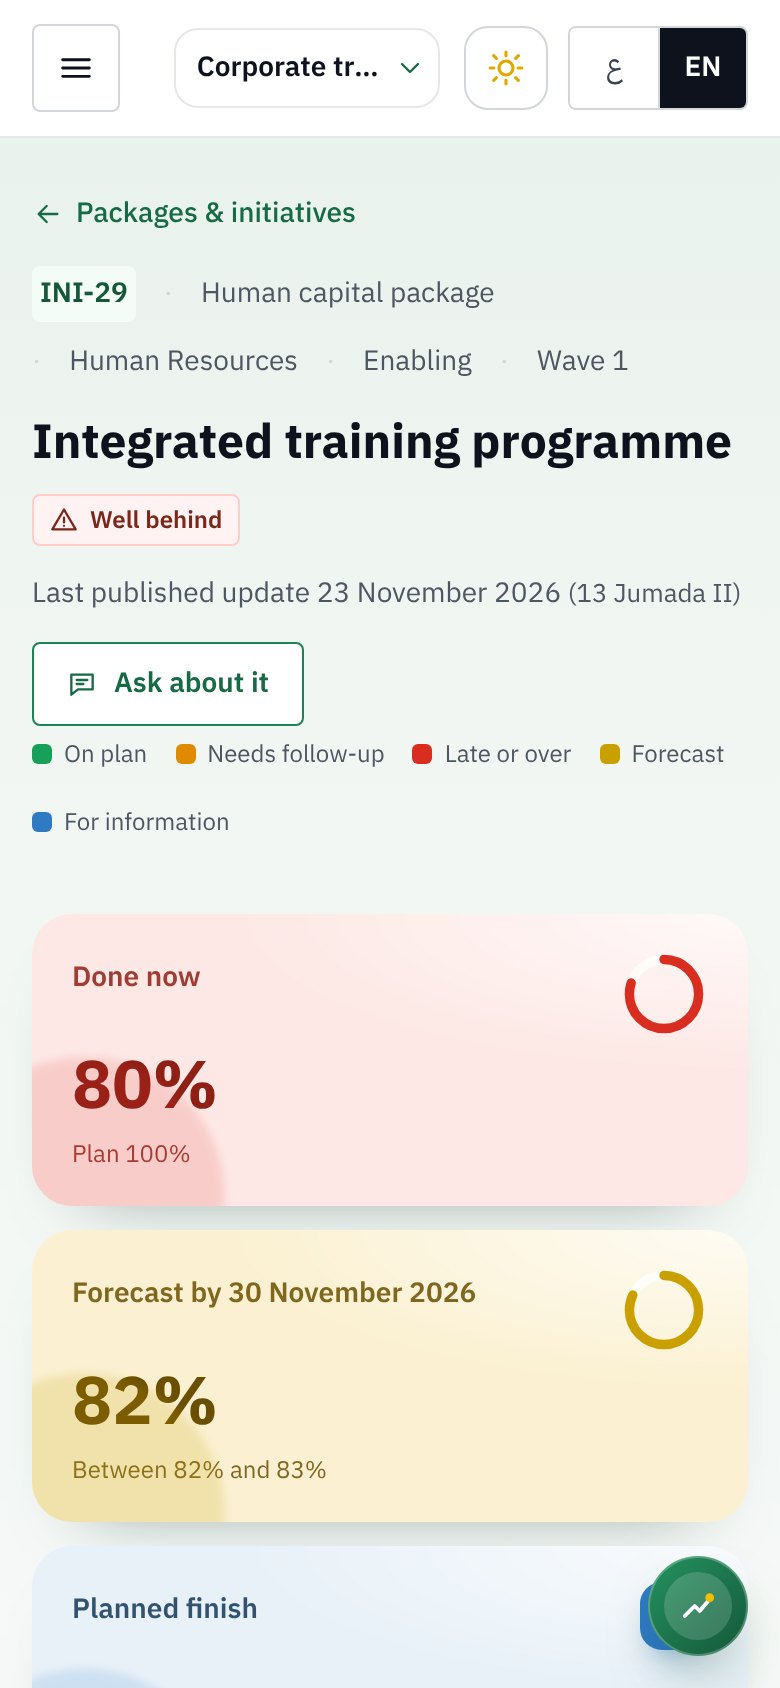 Corporate tr... ع EN
Packages & initiatives
INI-29 · Human capital package
· Human Resources · Enabling · Wave 1
Integrated training programme
Well behind
Last published update 23 November 2026 (13 Jumada II)
Ask about it
On plan Needs follow-up Late or over Forecast
For information
Done now
80%
Plan 100%
Forecast by 30 November 2026
82%
Between 82% and 83%
Planned finish